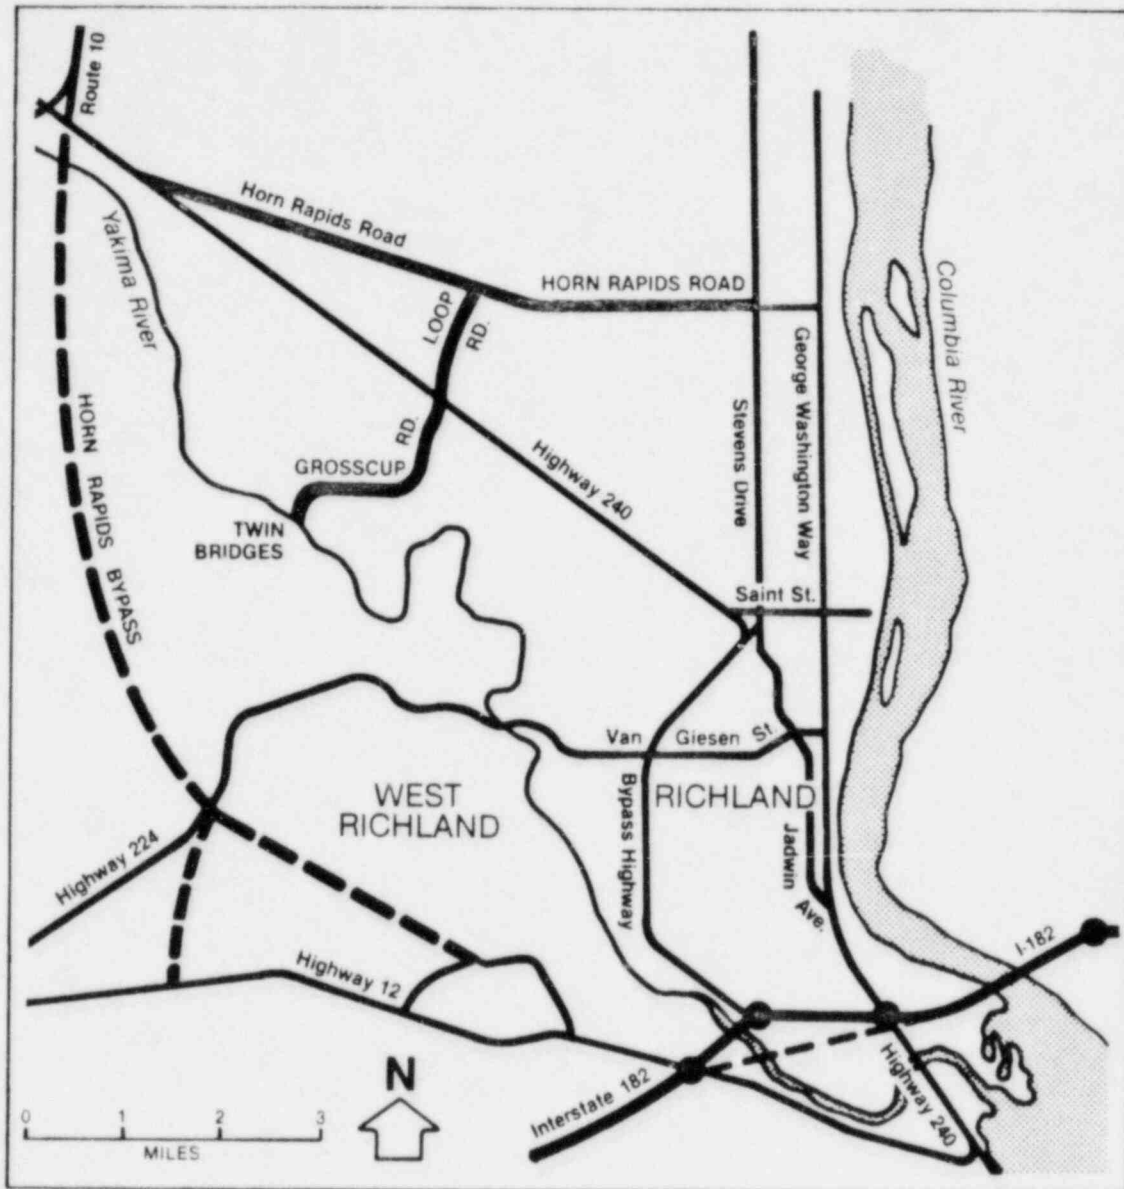 Route 10
Horn Rapids Road
Yakima River
LOOP
RD.
HORN RAPIDS ROAD
Columbia River
George Washington Way
Stevens Drive
HORN RAPIDS BYPASS
RD.
GROSSCUP
Highway 240
TWIN
BRIDGES
Saint St.
Van Giesen St.
WEST
RICHLAND
Bypass Highway
RICHLAND
Jadwin Ave.
Highway 224
Highway 12
I-182
N
Interstate 182
Highway 240
0 1 2 3
MILES